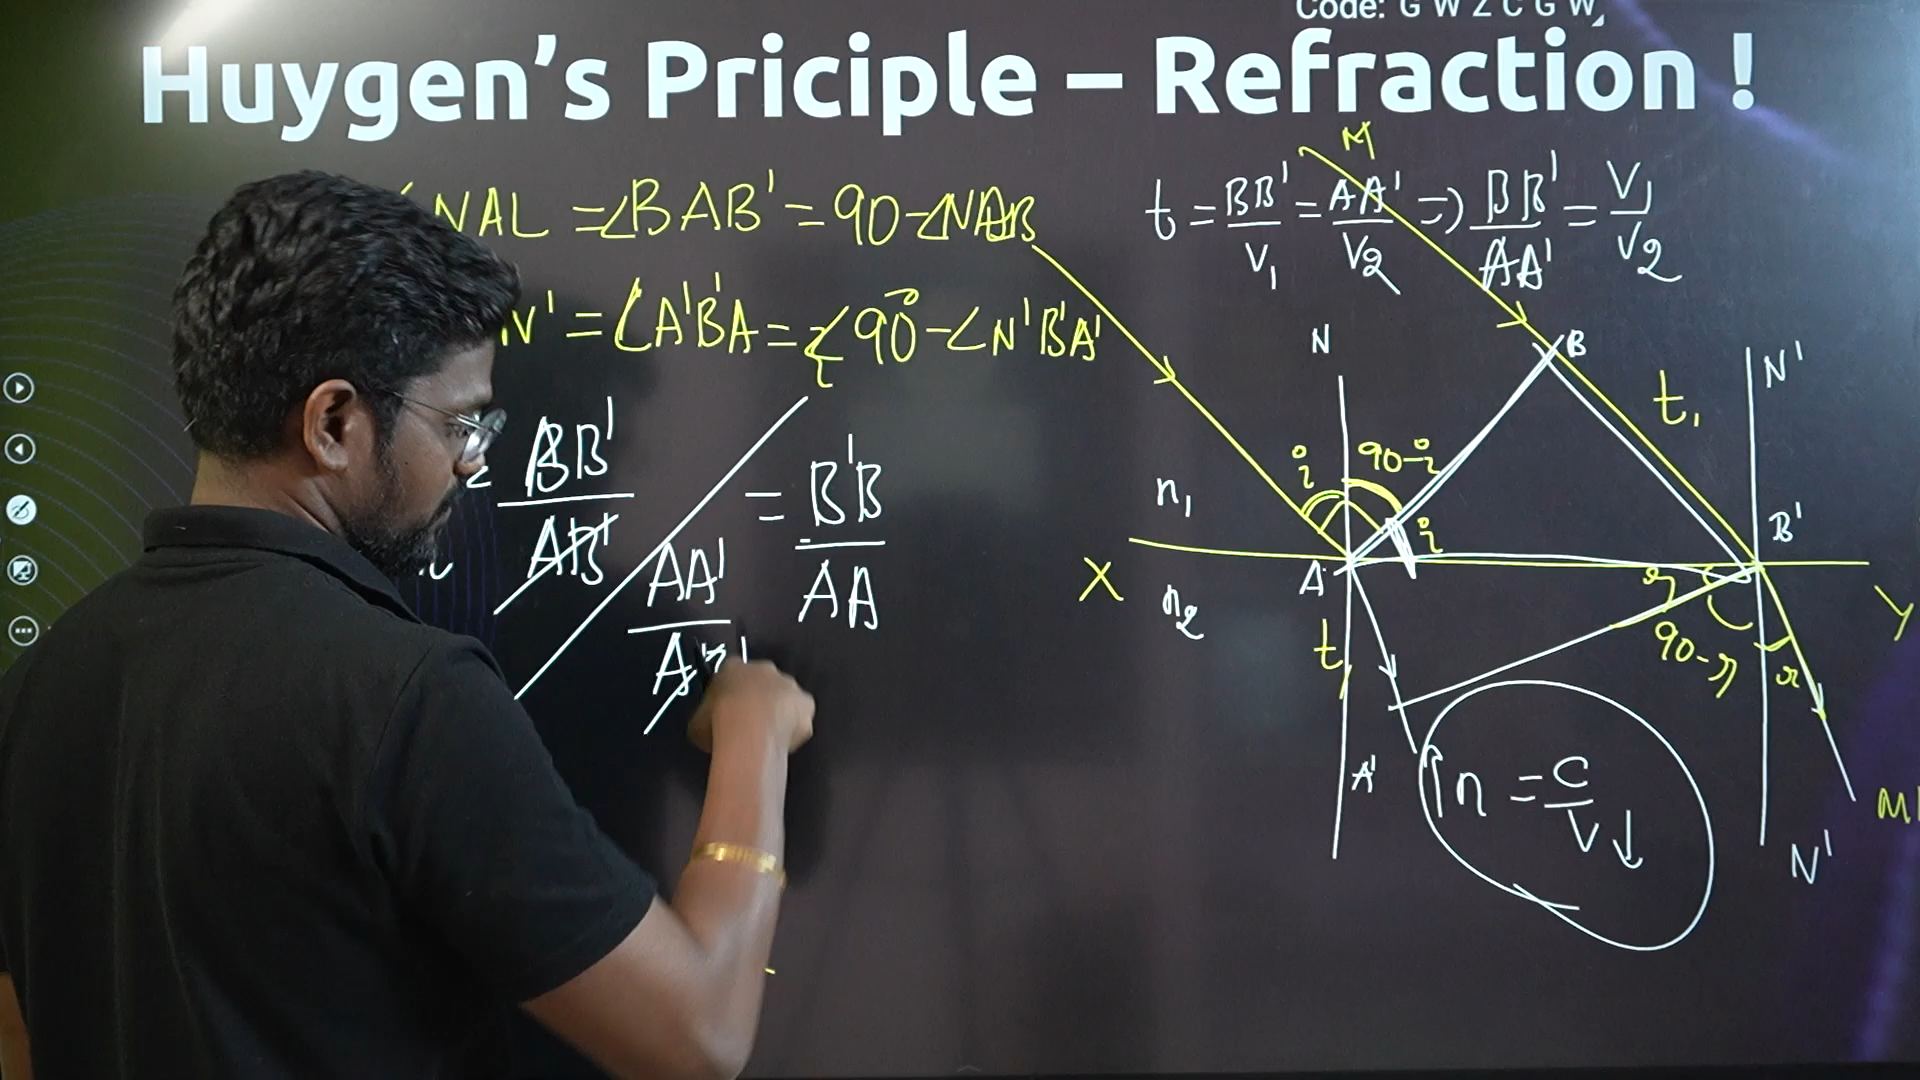 Code: G W Z C G W
Huygen's Priciple – Refraction !
NAL = ∠BAB' = 90 - ∠NAB
N' = ∠A'B'A = ∠90° - ∠N'B'A'
t = BB'/V₁ = AA'/V₂ ⇒ BB'/AA' = V₁/V₂
BB'/AB'
AA'/AB'
= B'B/AA
M
N
B
N'
t₁
i
90-i
n₁
i
B'
X
A
n₂
r
Y
t₁
90-r
r
A'
n = C/V ↓
M'
N'